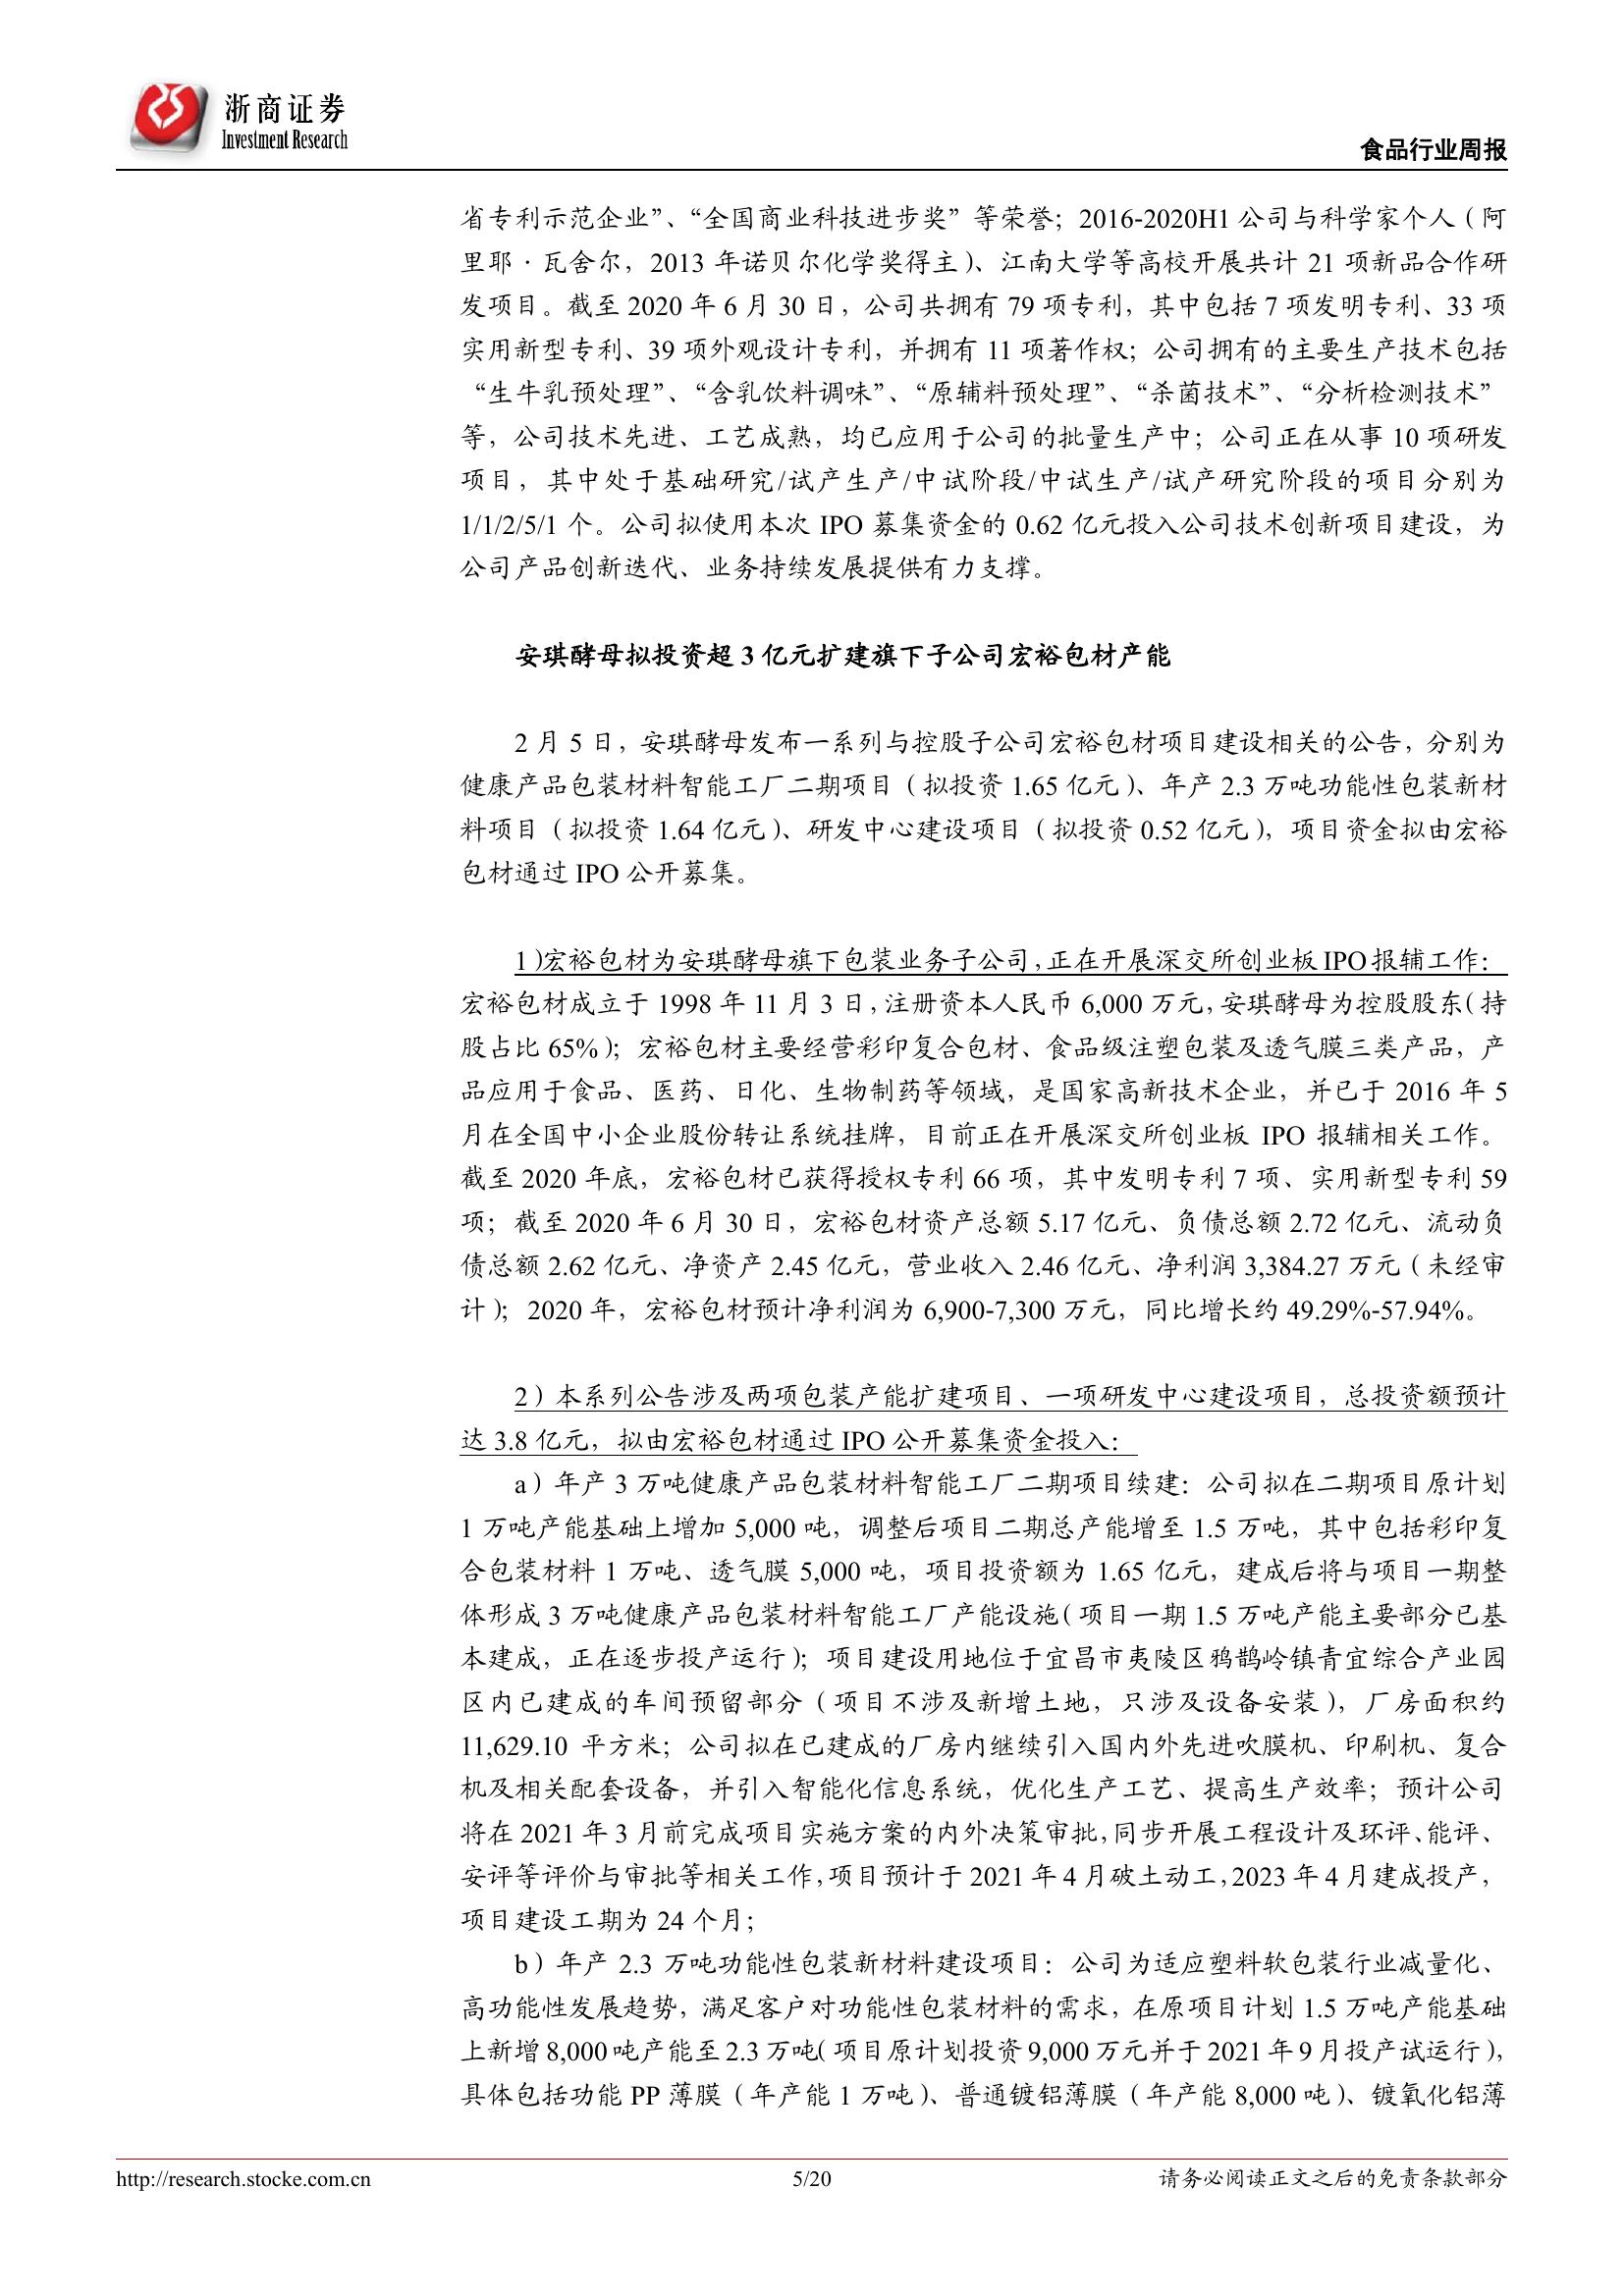 浙商证券
Investment Research
食品行业周报
省专利示范企业”、“全国商业科技进步奖”等荣誉；2016-2020H1 公司与科学家个人（阿
里耶·瓦舍尔，2013 年诺贝尔化学奖得主）、江南大学等高校开展共计 21 项新品合作研
发项目。截至 2020 年 6 月 30 日，公司共拥有 79 项专利，其中包括 7 项发明专利、33 项
实用新型专利、39 项外观设计专利，并拥有 11 项著作权；公司拥有的主要生产技术包括
“生牛乳预处理”、“含乳饮料调味”、“原辅料预处理”、“杀菌技术”、“分析检测技术”
等，公司技术先进、工艺成熟，均已应用于公司的批量生产中；公司正在从事 10 项研发
项目，其中处于基础研究/试产生产/中试阶段/中试生产/试产研究阶段的项目分别为
1/1/2/5/1 个。公司拟使用本次 IPO 募集资金的 0.62 亿元投入公司技术创新项目建设，为
公司产品创新迭代、业务持续发展提供有力支撑。
安琪酵母拟投资超 3 亿元扩建旗下子公司宏裕包材产能
2 月 5 日，安琪酵母发布一系列与控股子公司宏裕包材项目建设相关的公告，分别为
健康产品包装材料智能工厂二期项目（拟投资 1.65 亿元）、年产 2.3 万吨功能性包装新材
料项目（拟投资 1.64 亿元）、研发中心建设项目（拟投资 0.52 亿元），项目资金拟由宏裕
包材通过 IPO 公开募集。
1）宏裕包材为安琪酵母旗下包装业务子公司，正在开展深交所创业板 IPO 报辅工作：
宏裕包材成立于 1998 年 11 月 3 日，注册资本人民币 6,000 万元，安琪酵母为控股股东（持
股占比 65%）；宏裕包材主要经营彩印复合包材、食品级注塑包装及透气膜三类产品，产
品应用于食品、医药、日化、生物制药等领域，是国家高新技术企业，并已于 2016 年 5
月在全国中小企业股份转让系统挂牌，目前正在开展深交所创业板 IPO 报辅相关工作。
截至 2020 年底，宏裕包材已获得授权专利 66 项，其中发明专利 7 项、实用新型专利 59
项；截至 2020 年 6 月 30 日，宏裕包材资产总额 5.17 亿元、负债总额 2.72 亿元、流动负
债总额 2.62 亿元、净资产 2.45 亿元，营业收入 2.46 亿元、净利润 3,384.27 万元（未经审
计）；2020 年，宏裕包材预计净利润为 6,900-7,300 万元，同比增长约 49.29%-57.94%。
2）本系列公告涉及两项包装产能扩建项目、一项研发中心建设项目，总投资额预计
达 3.8 亿元，拟由宏裕包材通过 IPO 公开募集资金投入：
a）年产 3 万吨健康产品包装材料智能工厂二期项目续建：公司拟在二期项目原计划
1 万吨产能基础上增加 5,000 吨，调整后项目二期总产能增至 1.5 万吨，其中包括彩印复
合包装材料 1 万吨、透气膜 5,000 吨，项目投资额为 1.65 亿元，建成后将与项目一期整
体形成 3 万吨健康产品包装材料智能工厂产能设施（项目一期 1.5 万吨产能主要部分已基
本建成，正在逐步投产运行）；项目建设用地位于宜昌市夷陵区鸦鹊岭镇青宜综合产业园
区内已建成的车间预留部分（项目不涉及新增土地，只涉及设备安装），厂房面积约
11,629.10 平方米；公司拟在已建成的厂房内继续引入国内外先进吹膜机、印刷机、复合
机及相关配套设备，并引入智能化信息系统，优化生产工艺、提高生产效率；预计公司
将在 2021 年 3 月前完成项目实施方案的内外决策审批，同步开展工程设计及环评、能评、
安评等评价与审批等相关工作，项目预计于 2021 年 4 月破土动工，2023 年 4 月建成投产，
项目建设工期为 24 个月；
b）年产 2.3 万吨功能性包装新材料建设项目：公司为适应塑料软包装行业减量化、
高功能性发展趋势，满足客户对功能性包装材料的需求，在原项目计划 1.5 万吨产能基础
上新增 8,000 吨产能至 2.3 万吨（项目原计划投资 9,000 万元并于 2021 年 9 月投产试运行），
具体包括功能 PP 薄膜（年产能 1 万吨）、普通镀铝薄膜（年产能 8,000 吨）、镀氧化铝薄
http://research.stocke.com.cn
5/20
请务必阅读正文之后的免责条款部分